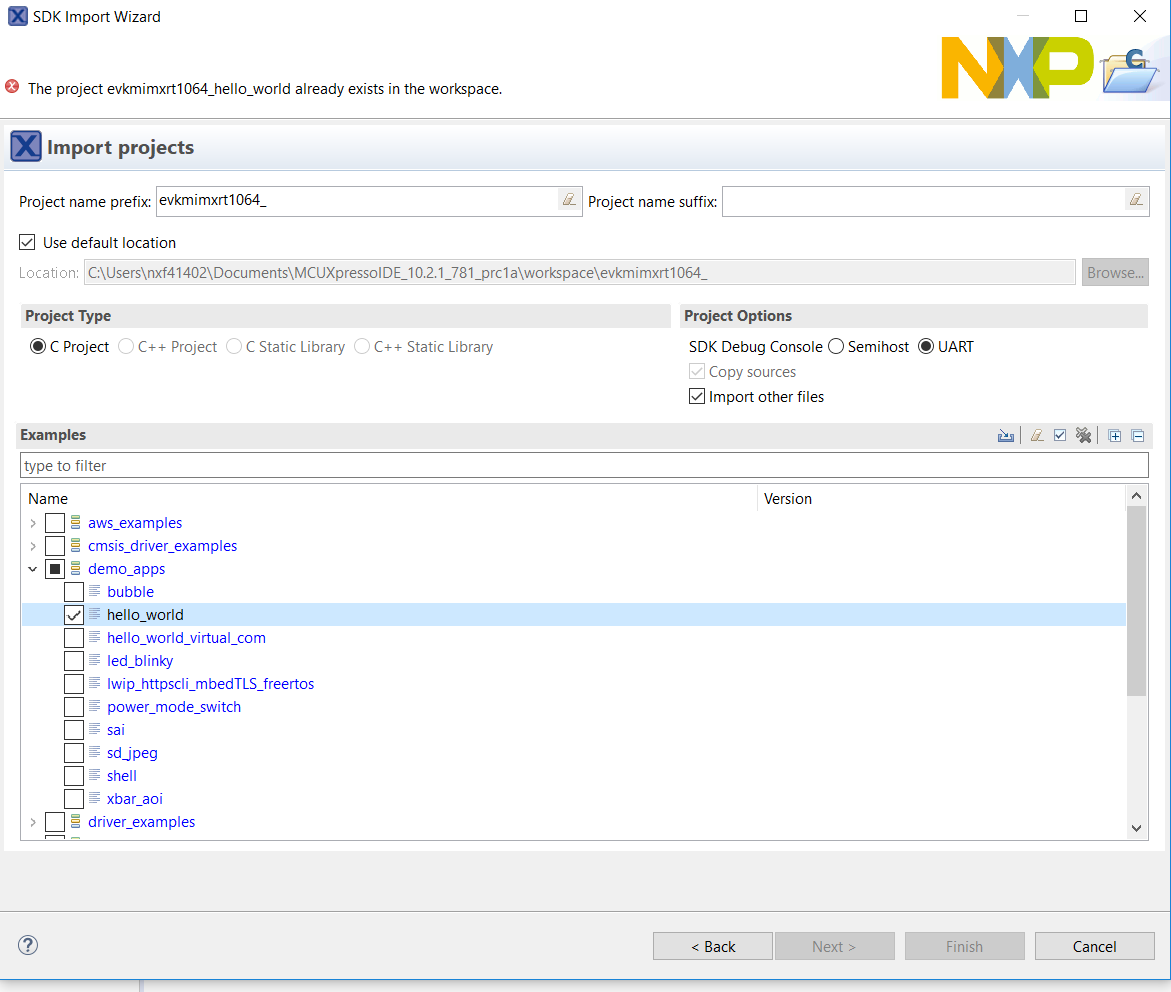 SDK Import Wizard
NXP
C
The project evkmimxrt1064_hello_world already exists in the workspace.
X Import projects
Project name prefix: evkmimxrt1064_ Project name suffix:
Use default location
Location: C:\Users\nxf41402\Documents\MCUXpressoIDE_10.2.1_781_prc1a\workspace\evkmimxrt1064_ Browse...
Project Type Project Options
C Project C++ Project C Static Library C++ Static Library SDK Debug Console Semihost UART
Copy sources
Import other files
Examples
type to filter
Name Version
aws_examples
cmsis_driver_examples
demo_apps
bubble
hello_world
hello_world_virtual_com
led_blinky
lwip_httpscli_mbedTLS_freertos
power_mode_switch
sai
sd_jpeg
shell
xbar_aoi
driver_examples
? < Back Next > Finish Cancel